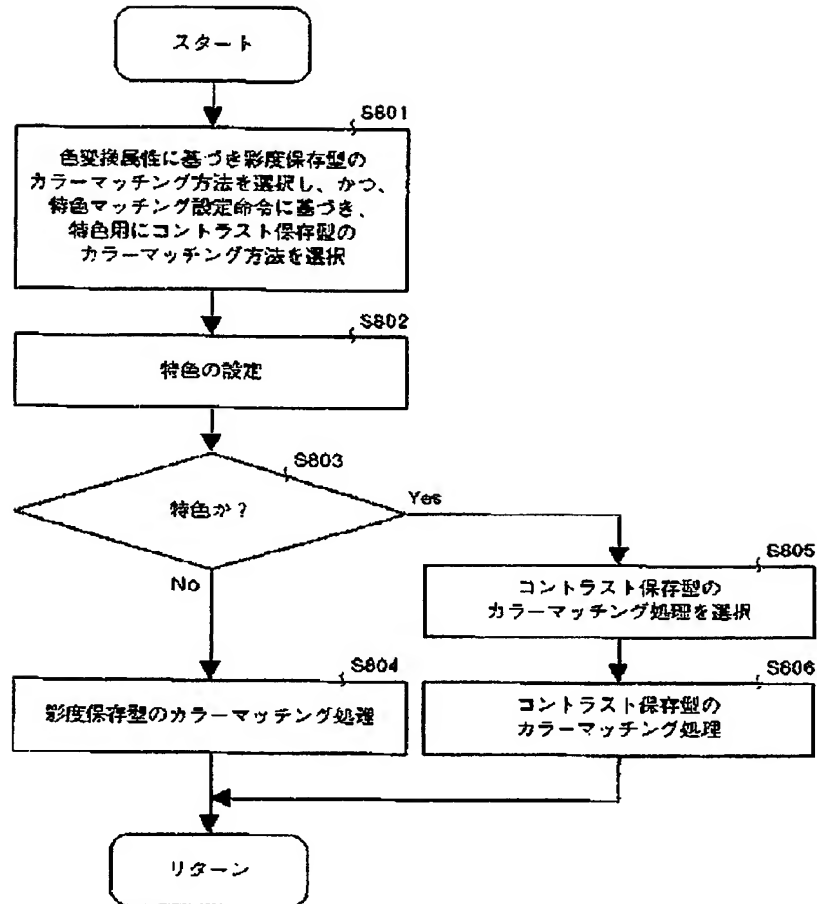 スタート
S801
色変換属性に基づき彩度保存型の
カラーマッチング方法を選択し、かつ、
特色マッチング設定命令に基づき、
特色用にコントラスト保存型の
カラーマッチング方法を選択
S802
特色の設定
S803
特色か?
Yes
No
S805
コントラスト保存型の
カラーマッチング処理を選択
S804
彩度保存型のカラーマッチング処理
S806
コントラスト保存型の
カラーマッチング処理
リターン